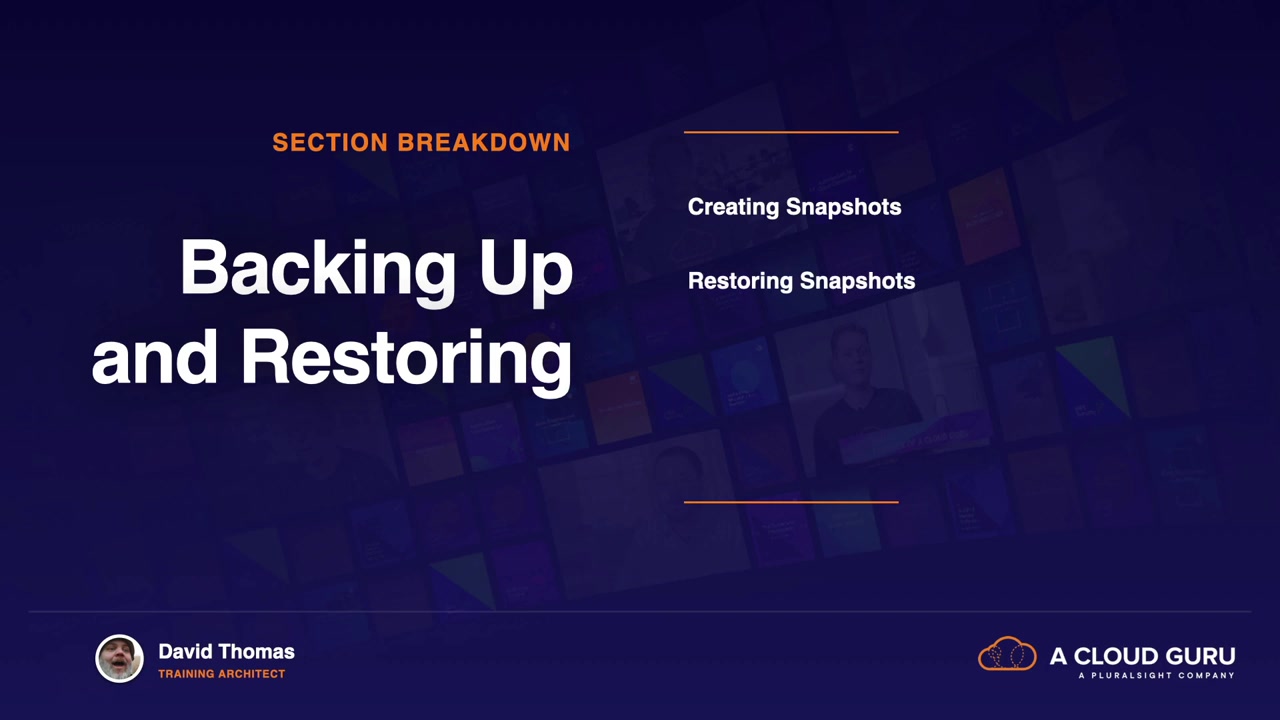 SECTION BREAKDOWN
Backing Up
and Restoring
Creating Snapshots
Restoring Snapshots
David Thomas
TRAINING ARCHITECT
A CLOUD GURU
A PLURALSIGHT COMPANY